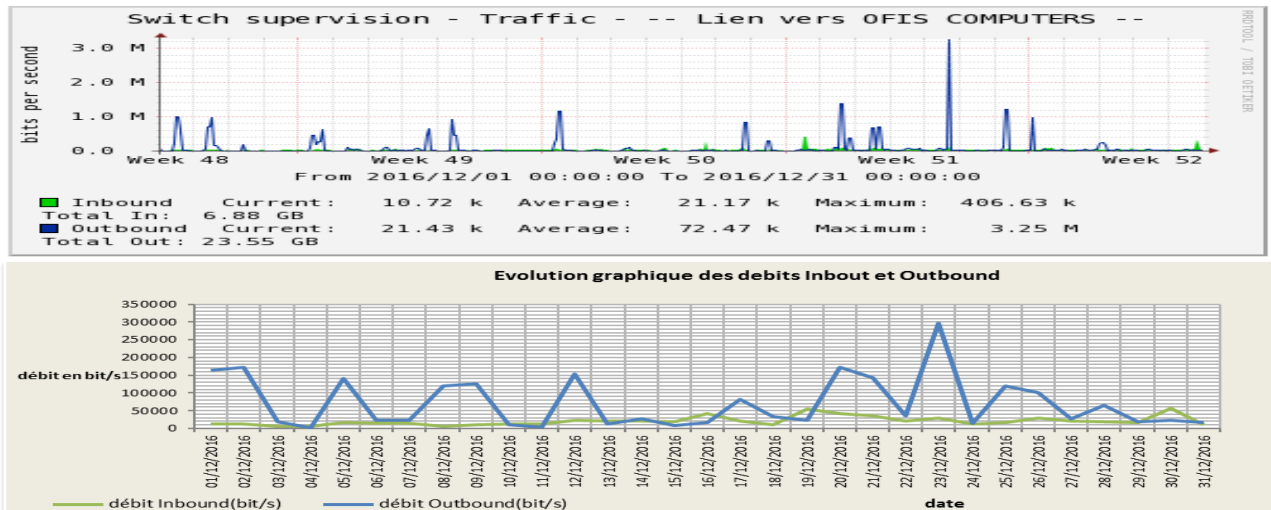 Switch supervision - Traffic - -- Lien vers OFIS COMPUTERS --
RRDTOOL / TOBI OETIKER
bits per second
3.0 M
2.0 M
1.0 M
0.0
Week 48 Week 49 Week 50 Week 51 Week 52
From 2016/12/01 00:00:00 To 2016/12/31 00:00:00
Inbound Current: 10.72 k Average: 21.17 k Maximum: 406.63 k
Total In: 6.88 GB
Outbound Current: 21.43 k Average: 72.47 k Maximum: 3.25 M
Total Out: 23.55 GB
Evolution graphique des debits Inbout et Outbound
350000
300000
250000
200000
débit en bit/s 150000
100000
50000
0
01/12/2016 02/12/2016 03/12/2016 04/12/2016 05/12/2016 06/12/2016 07/12/2016 08/12/2016 09/12/2016 10/12/2016 11/12/2016 12/12/2016 13/12/2016 14/12/2016 15/12/2016 16/12/2016 17/12/2016 18/12/2016 19/12/2016 20/12/2016 21/12/2016 22/12/2016 23/12/2016 24/12/2016 25/12/2016 26/12/2016 27/12/2016 28/12/2016 29/12/2016 30/12/2016 31/12/2016
débit Inbound(bit/s) débit Outbound(bit/s) date